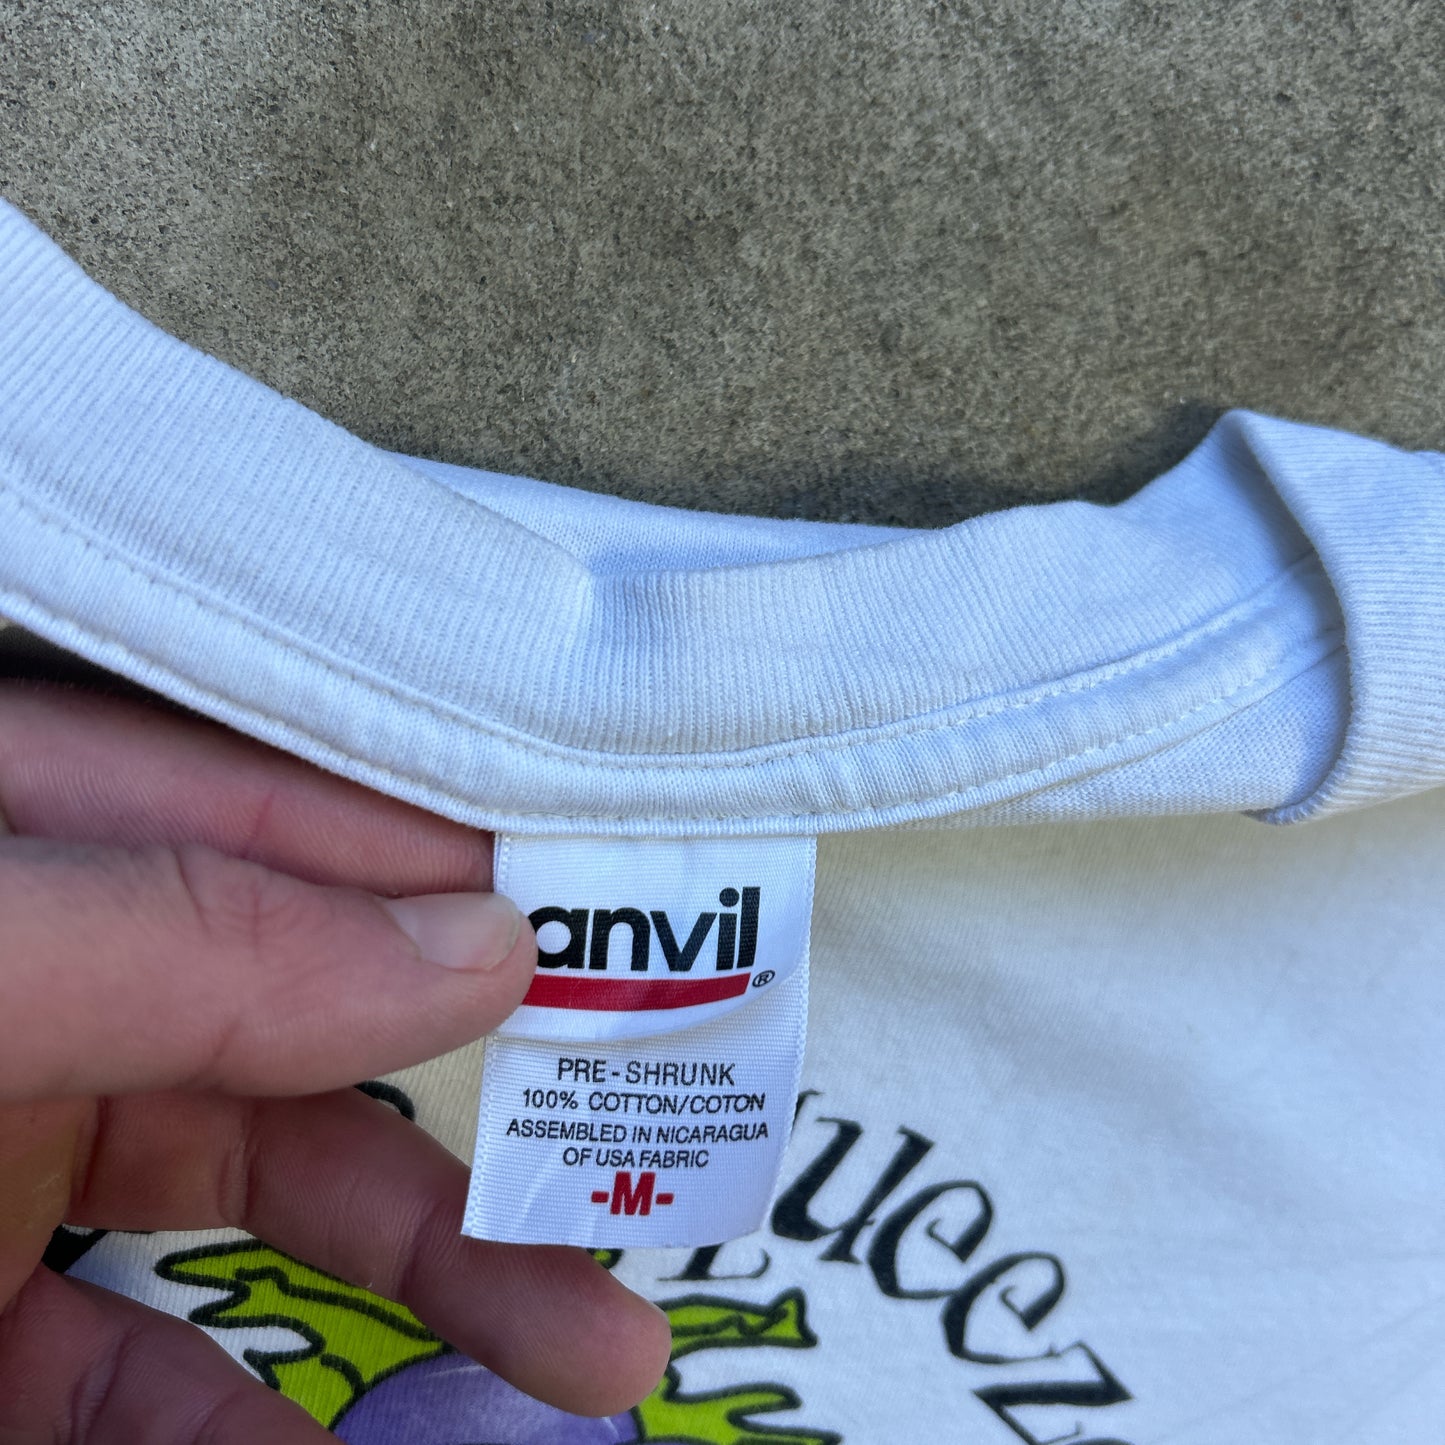 anvil®
PRE-SHRUNK
100% COTTON/COTON
ASSEMBLED IN NICARAGUA
OF USA FABRIC
-M-